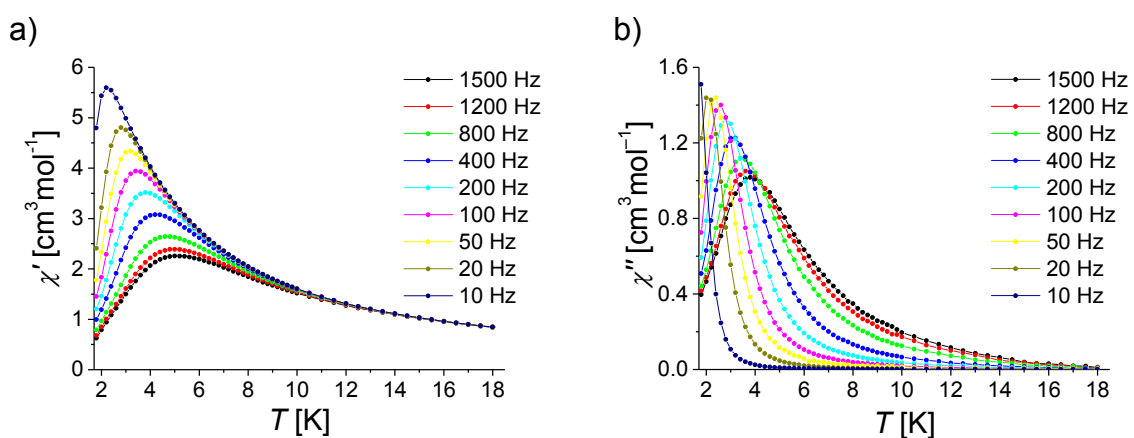 a)
6
5
4
3
2
1
0
χ′ [cm³mol⁻¹]
2 4 6 8 10 12 14 16 18
T [K]
1500 Hz
1200 Hz
800 Hz
400 Hz
200 Hz
100 Hz
50 Hz
20 Hz
10 Hz
b)
1.6
1.2
0.8
0.4
0.0
χ′′ [cm³mol⁻¹]
2 4 6 8 10 12 14 16 18
T [K]
1500 Hz
1200 Hz
800 Hz
400 Hz
200 Hz
100 Hz
50 Hz
20 Hz
10 Hz